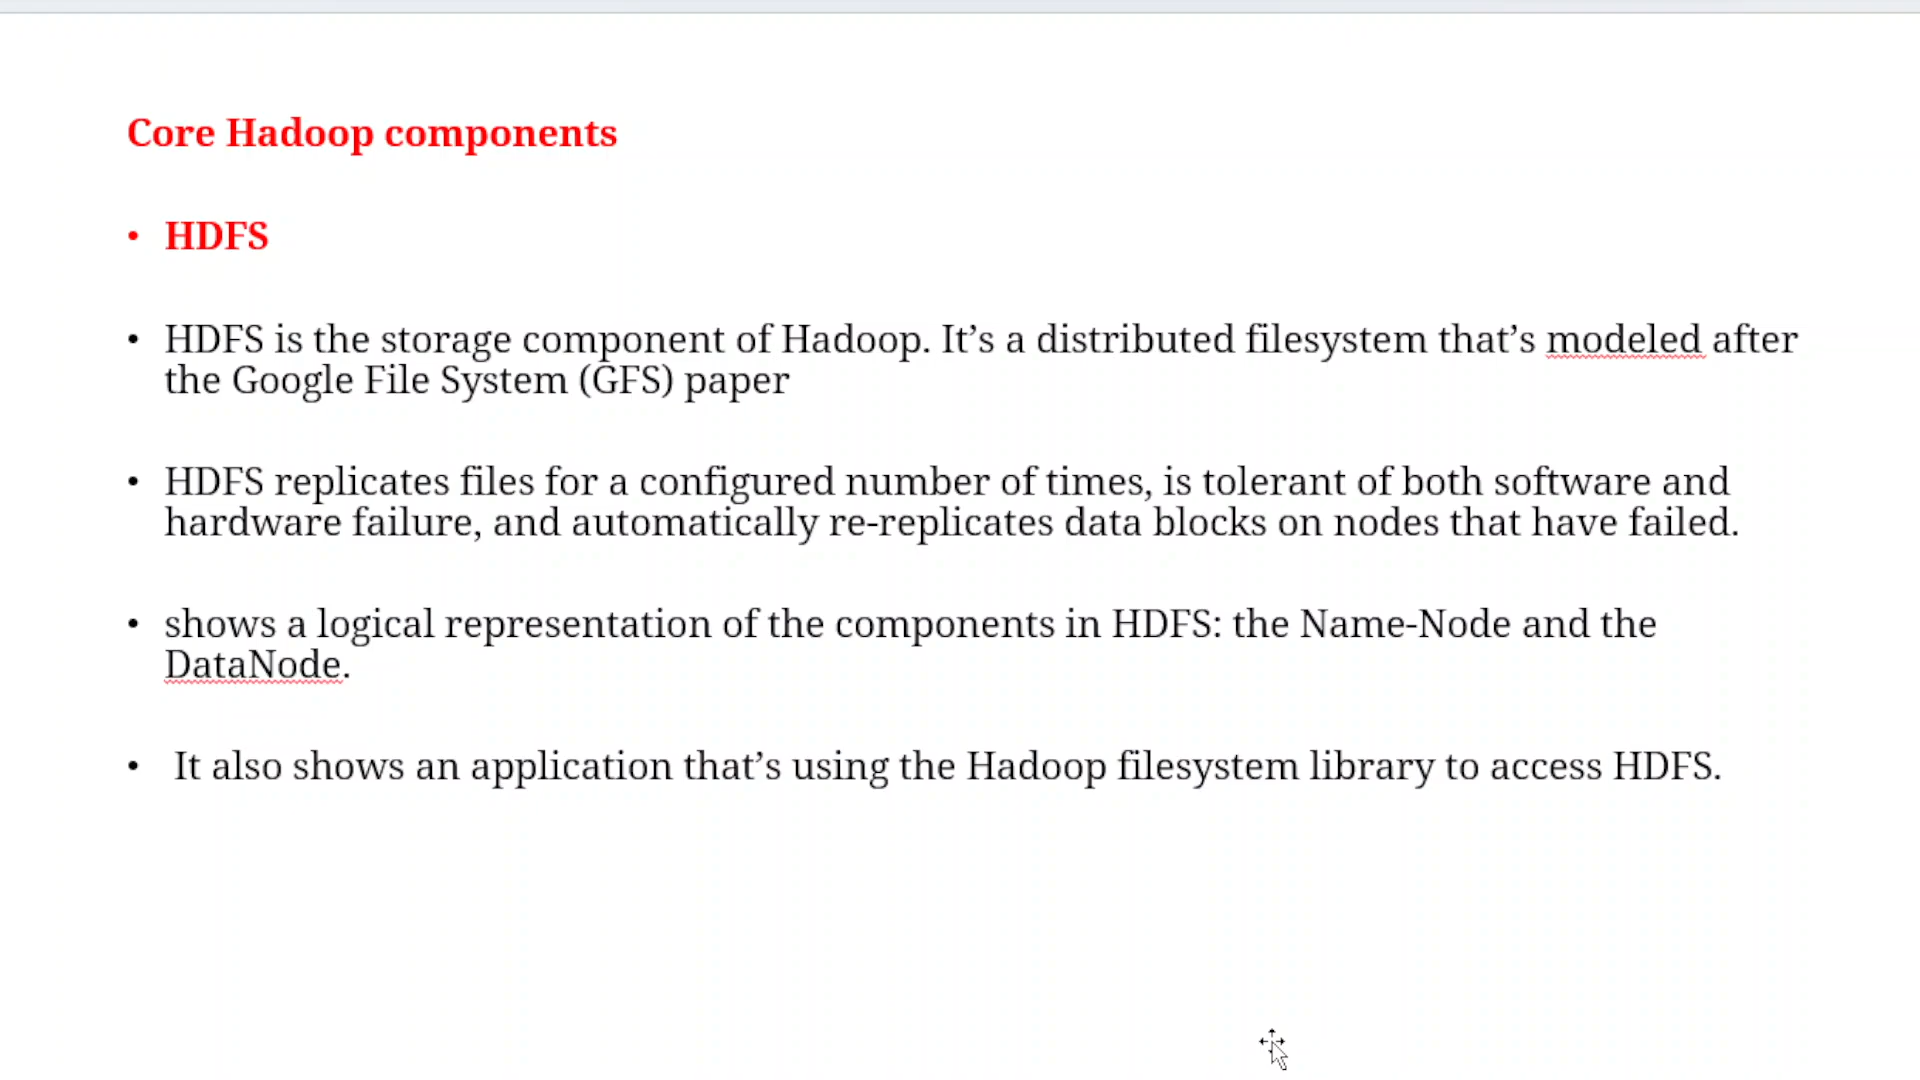 Core Hadoop components
• HDFS
• HDFS is the storage component of Hadoop. It’s a distributed filesystem that’s modeled after
the Google File System (GFS) paper
• HDFS replicates files for a configured number of times, is tolerant of both software and
hardware failure, and automatically re-replicates data blocks on nodes that have failed.
• shows a logical representation of the components in HDFS: the Name-Node and the
DataNode.
• It also shows an application that’s using the Hadoop filesystem library to access HDFS.